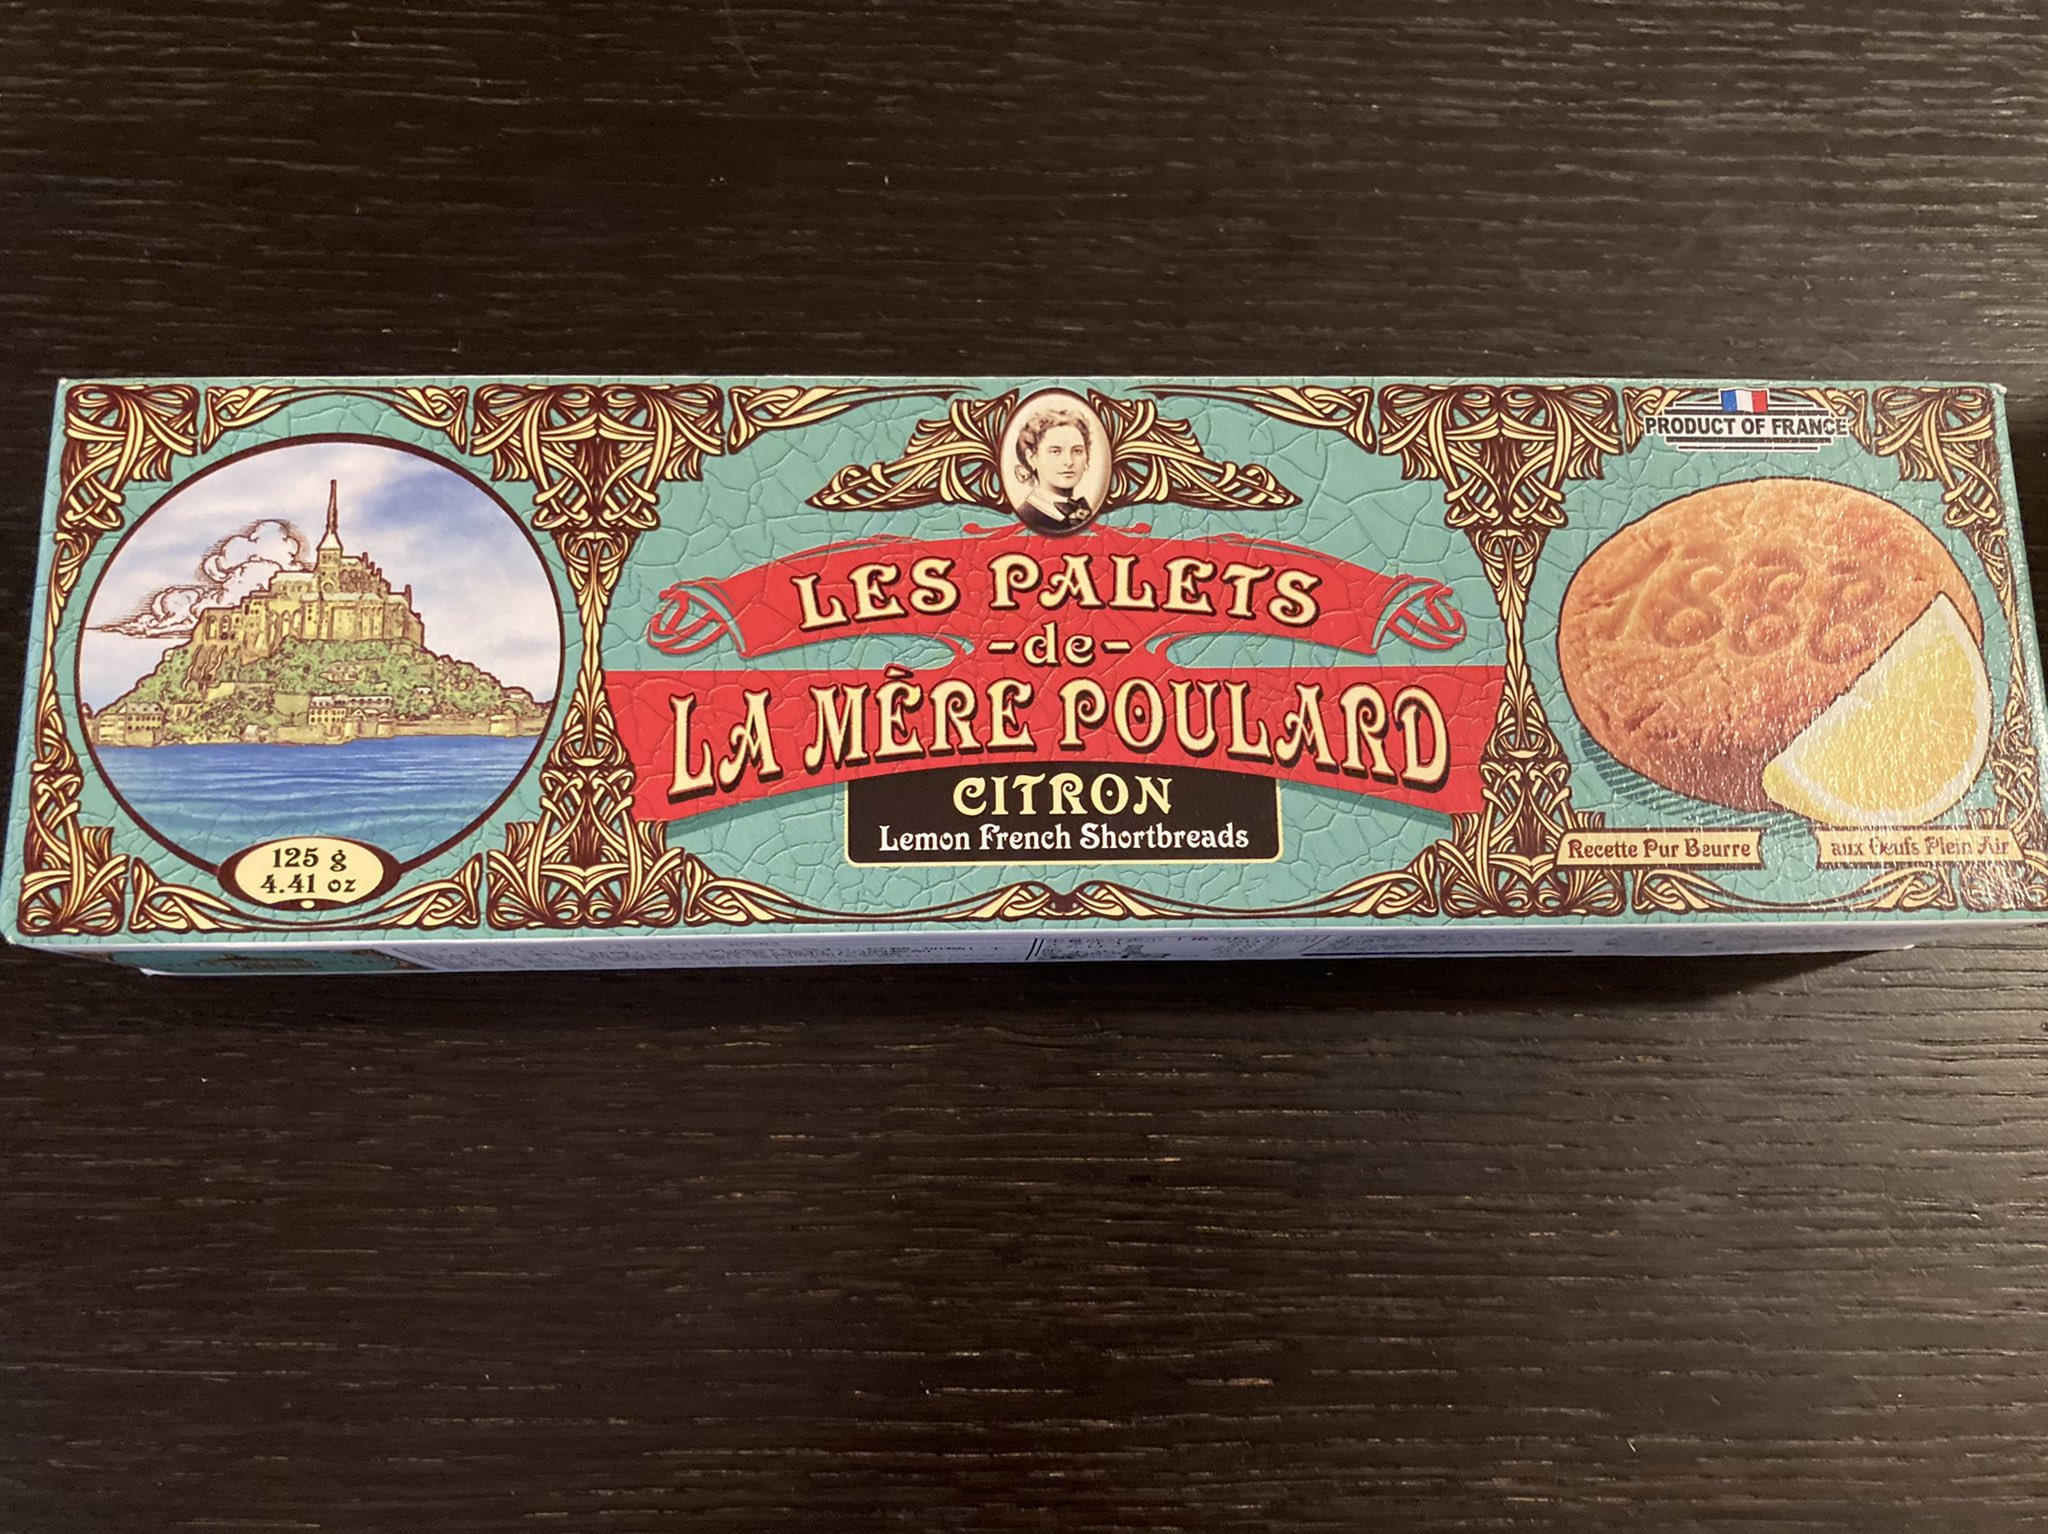 PRODUCT OF FRANCE
LES PALETS
-de-
LA MÈRE POULARD
CITRON
Lemon French Shortbreads
125 g
4.41 oz
1888
Recette Pur Beurre
aux Oeufs Plein Air